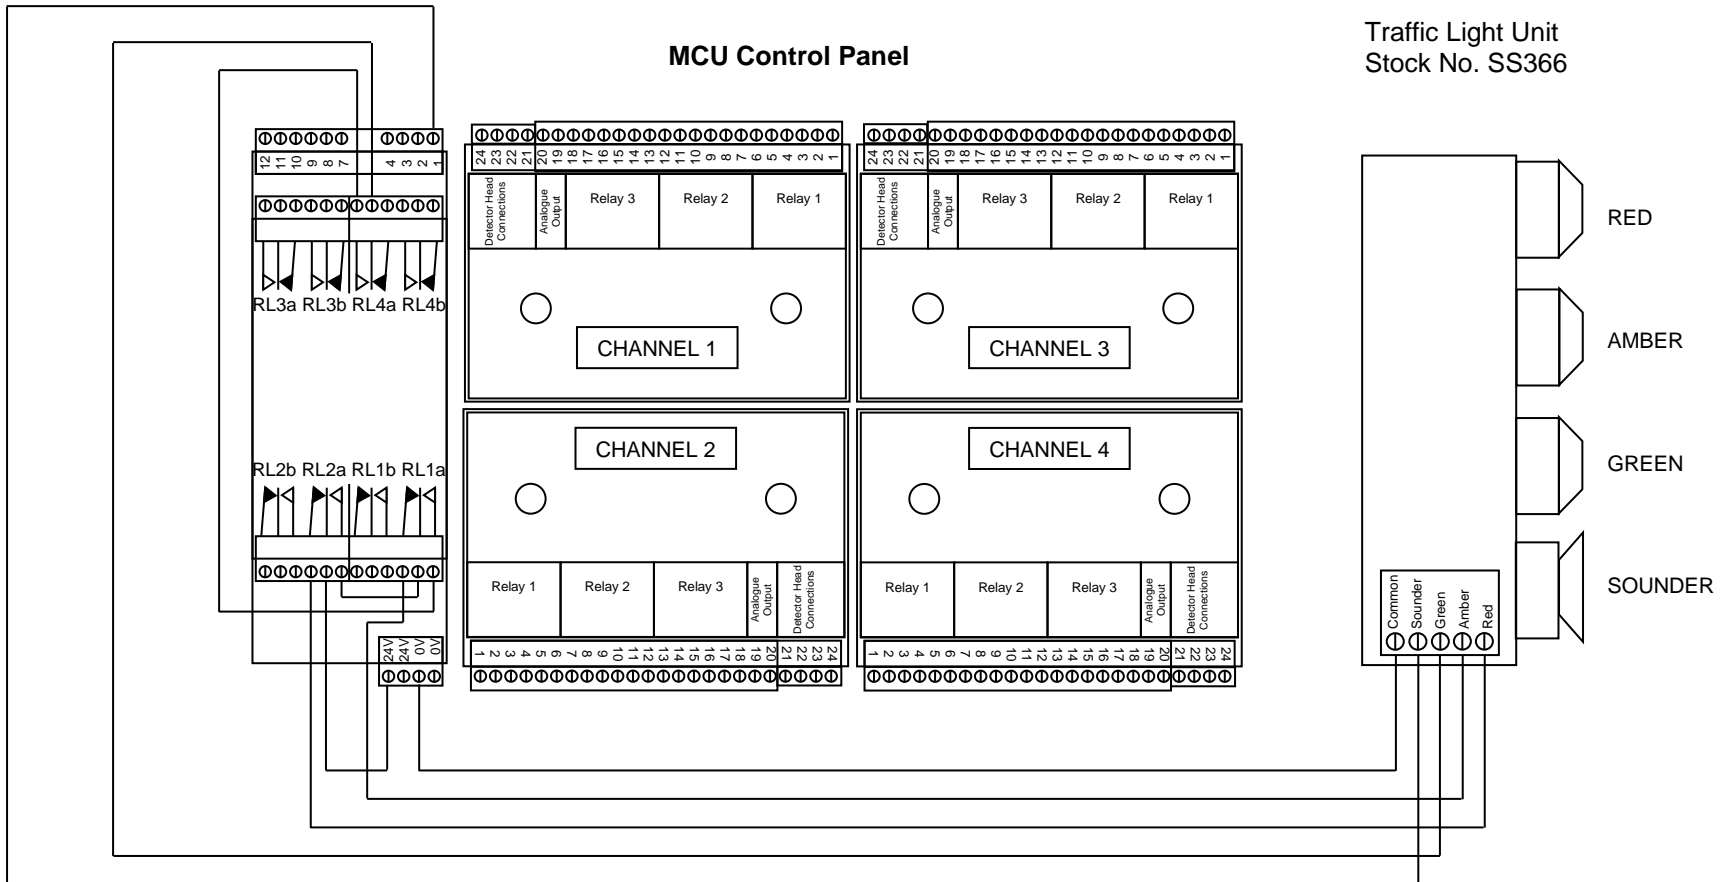 MCU Control Panel
Traffic Light Unit
Stock No. SS366
12 11 10 9 8 7 4 3 2 1
RL3a RL3b RL4a RL4b
RL2b RL2a RL1b RL1a
24V 24V 0V 0V
24 23 22 21 20 19 18 17 16 15 14 13 12 11 10 9 8 7 6 5 4 3 2 1
Detector Head
Connections
Analogue
Output
Relay 3
Relay 2
Relay 1
CHANNEL 1
24 23 22 21 20 19 18 17 16 15 14 13 12 11 10 9 8 7 6 5 4 3 2 1
Detector Head
Connections
Analogue
Output
Relay 3
Relay 2
Relay 1
CHANNEL 3
CHANNEL 2
Relay 1
Relay 2
Relay 3
Analogue
Output
Detector Head
Connections
1 2 3 4 5 6 7 8 9 10 11 12 13 14 15 16 17 18 19 20 21 22 23 24
CHANNEL 4
Relay 1
Relay 2
Relay 3
Analogue
Output
Detector Head
Connections
1 2 3 4 5 6 7 8 9 10 11 12 13 14 15 16 17 18 19 20 21 22 23 24
RED
AMBER
GREEN
SOUNDER
Common
Sounder
Green
Amber
Red